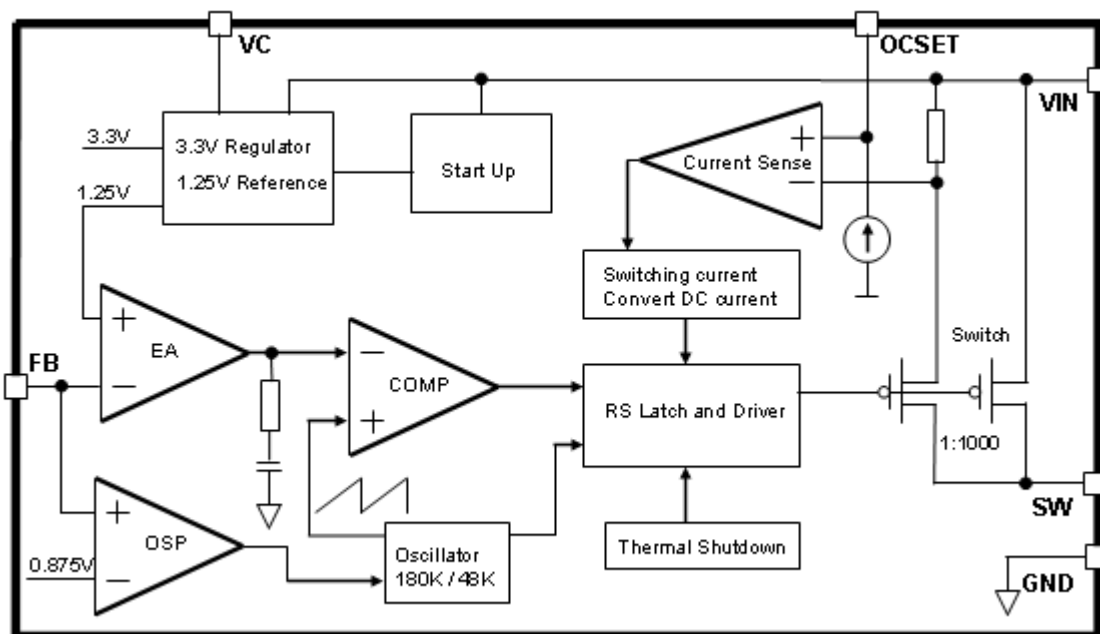 VC
OCSET
VIN
3.3V
3.3V Regulator
1.25V Reference
1.25V
Start Up
+
Current Sense
−
Switching current
Convert DC current
Switch
+
EA
−
FB
−
COMP
+
RS Latch and Driver
1:1000
SW
+
OSP
0.875V
−
Oscillator
180K / 48K
Thermal Shutdown
GND